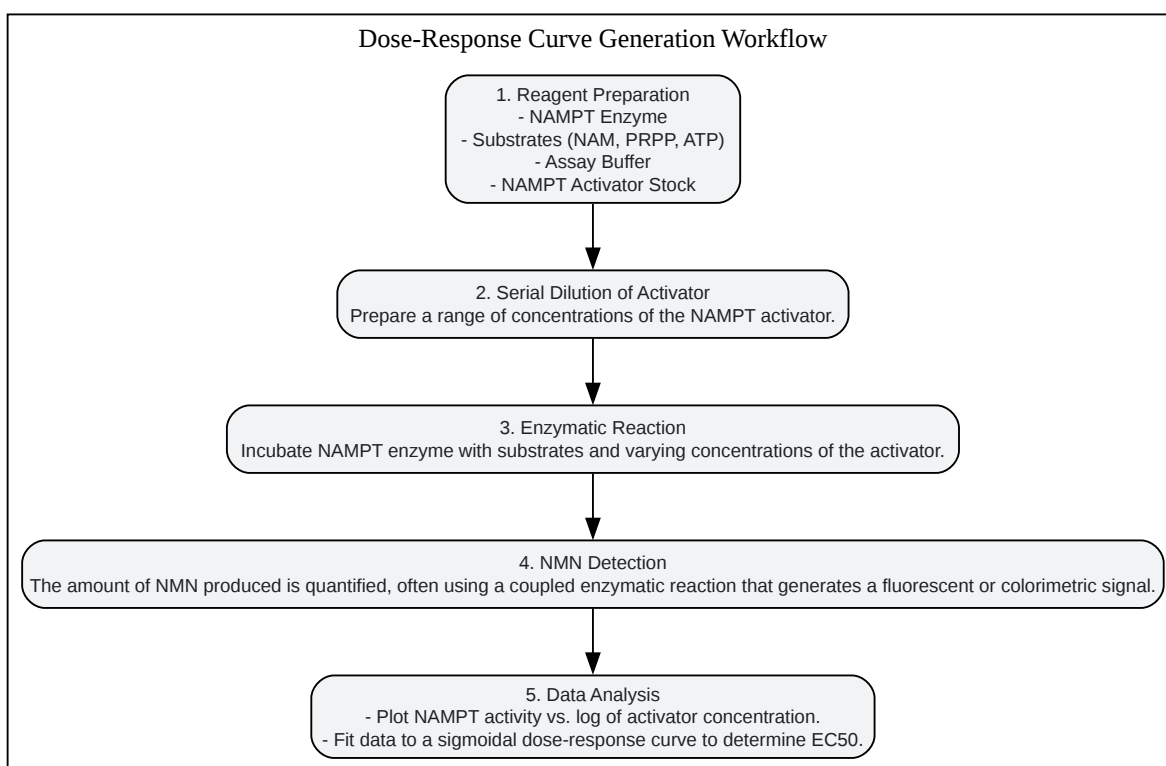 Dose-Response Curve Generation Workflow
1. Reagent Preparation
- NAMPT Enzyme
- Substrates (NAM, PRPP, ATP)
- Assay Buffer
- NAMPT Activator Stock
2. Serial Dilution of Activator
Prepare a range of concentrations of the NAMPT activator.
3. Enzymatic Reaction
Incubate NAMPT enzyme with substrates and varying concentrations of the activator.
4. NMN Detection
The amount of NMN produced is quantified, often using a coupled enzymatic reaction that generates a fluorescent or colorimetric signal.
5. Data Analysis
- Plot NAMPT activity vs. log of activator concentration.
- Fit data to a sigmoidal dose-response curve to determine EC50.